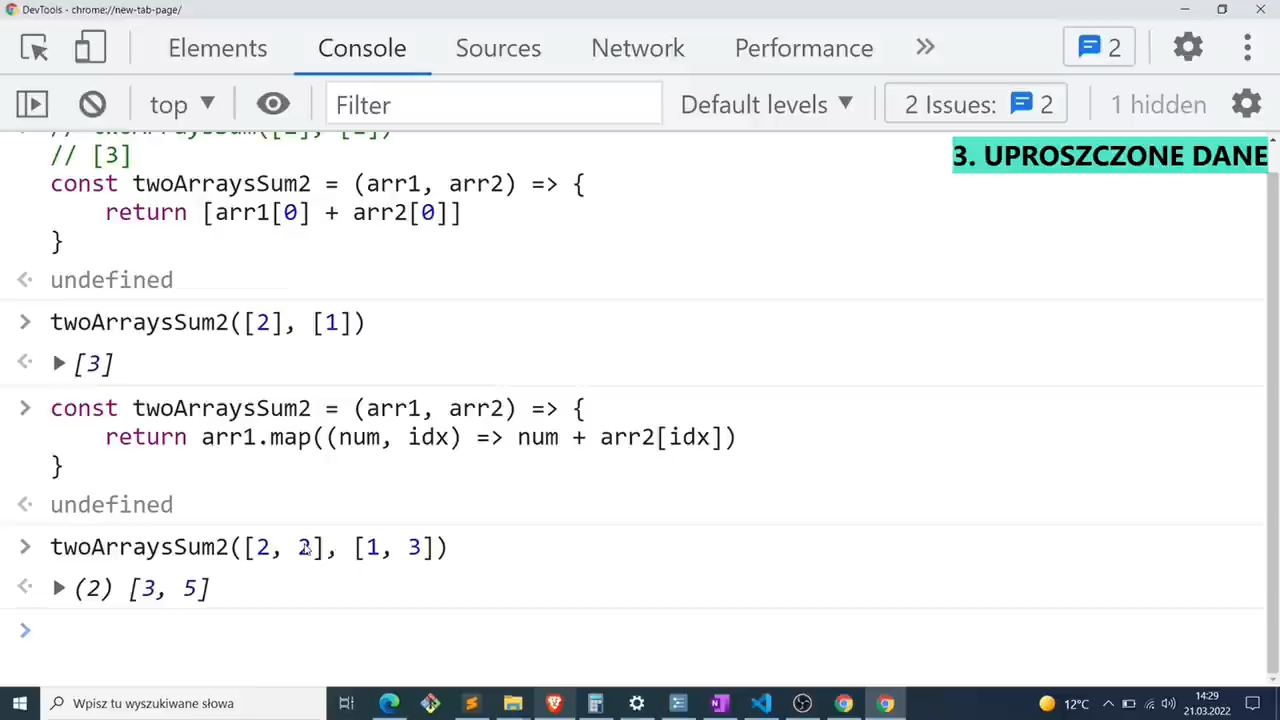 DevTools - chrome://new-tab-page/
Elements Console Sources Network Performance » 2
top ▼ Filter Default levels ▼ 2 Issues: 2 1 hidden
3. UPROSZCZONE DANE
// [3]
const twoArraysSum2 = (arr1, arr2) => {
return [arr1[0] + arr2[0]]
}
undefined
twoArraysSum2([2], [1])
[3]
const twoArraysSum2 = (arr1, arr2) => {
return arr1.map((num, idx) => num + arr2[idx])
}
undefined
twoArraysSum2([2, 2], [1, 3])
(2) [3, 5]
Wpisz tu wyszukiwane słowa 12°C 14:29
21.03.2022